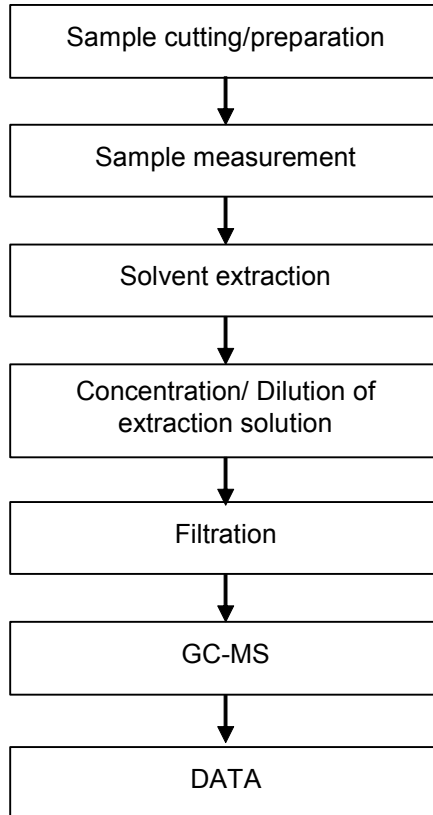 Sample cutting/preparation
Sample measurement
Solvent extraction
Concentration/ Dilution of
extraction solution
Filtration
GC-MS
DATA